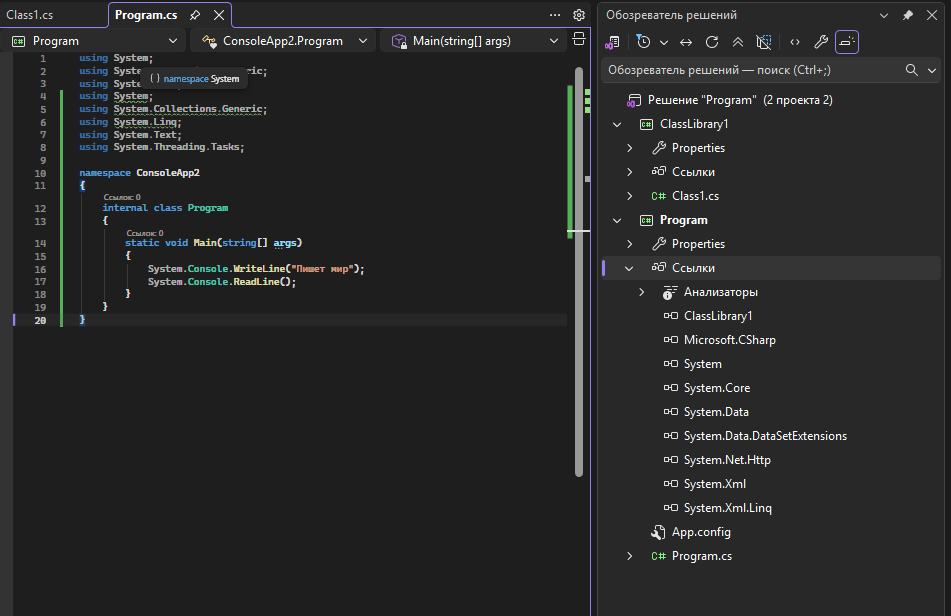 Class1.cs
Program.cs
Program
ConsoleApp2.Program
Main(string[] args)
1 using System;
2 using Syste ric;
3 using Syste
{ } namespace System
4 using System;
5 using System.Collections.Generic;
6 using System.Linq;
7 using System.Text;
8 using System.Threading.Tasks;
9
10 namespace ConsoleApp2
11 {
Ссылок: 0
12 internal class Program
13 {
Ссылок: 0
14 static void Main(string[] args)
15 {
16 System.Console.WriteLine("Пишет мир");
17 System.Console.ReadLine();
18 }
19 }
20 }
Обозреватель решений
Обозреватель решений — поиск (Ctrl+;)
Решение "Program" (2 проекта 2)
C# ClassLibrary1
Properties
Ссылки
C# Class1.cs
C# Program
Properties
Ссылки
Анализаторы
ClassLibrary1
Microsoft.CSharp
System
System.Core
System.Data
System.Data.DataSetExtensions
System.Net.Http
System.Xml
System.Xml.Linq
App.config
C# Program.cs